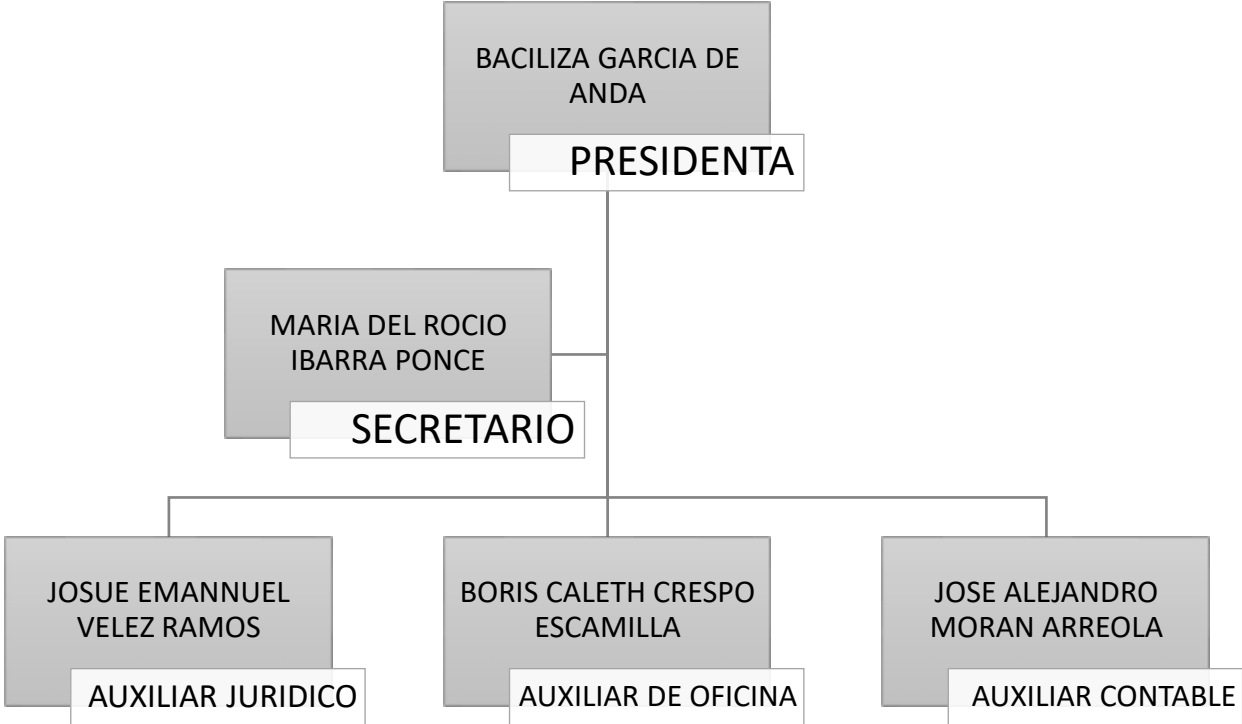 BACILIZA GARCIA DE
ANDA
PRESIDENTA
MARIA DEL ROCIO
IBARRA PONCE
SECRETARIO
JOSUE EMANNUEL
VELEZ RAMOS
AUXILIAR JURIDICO
BORIS CALETH CRESPO
ESCAMILLA
AUXILIAR DE OFICINA
JOSE ALEJANDRO
MORAN ARREOLA
AUXILIAR CONTABLE